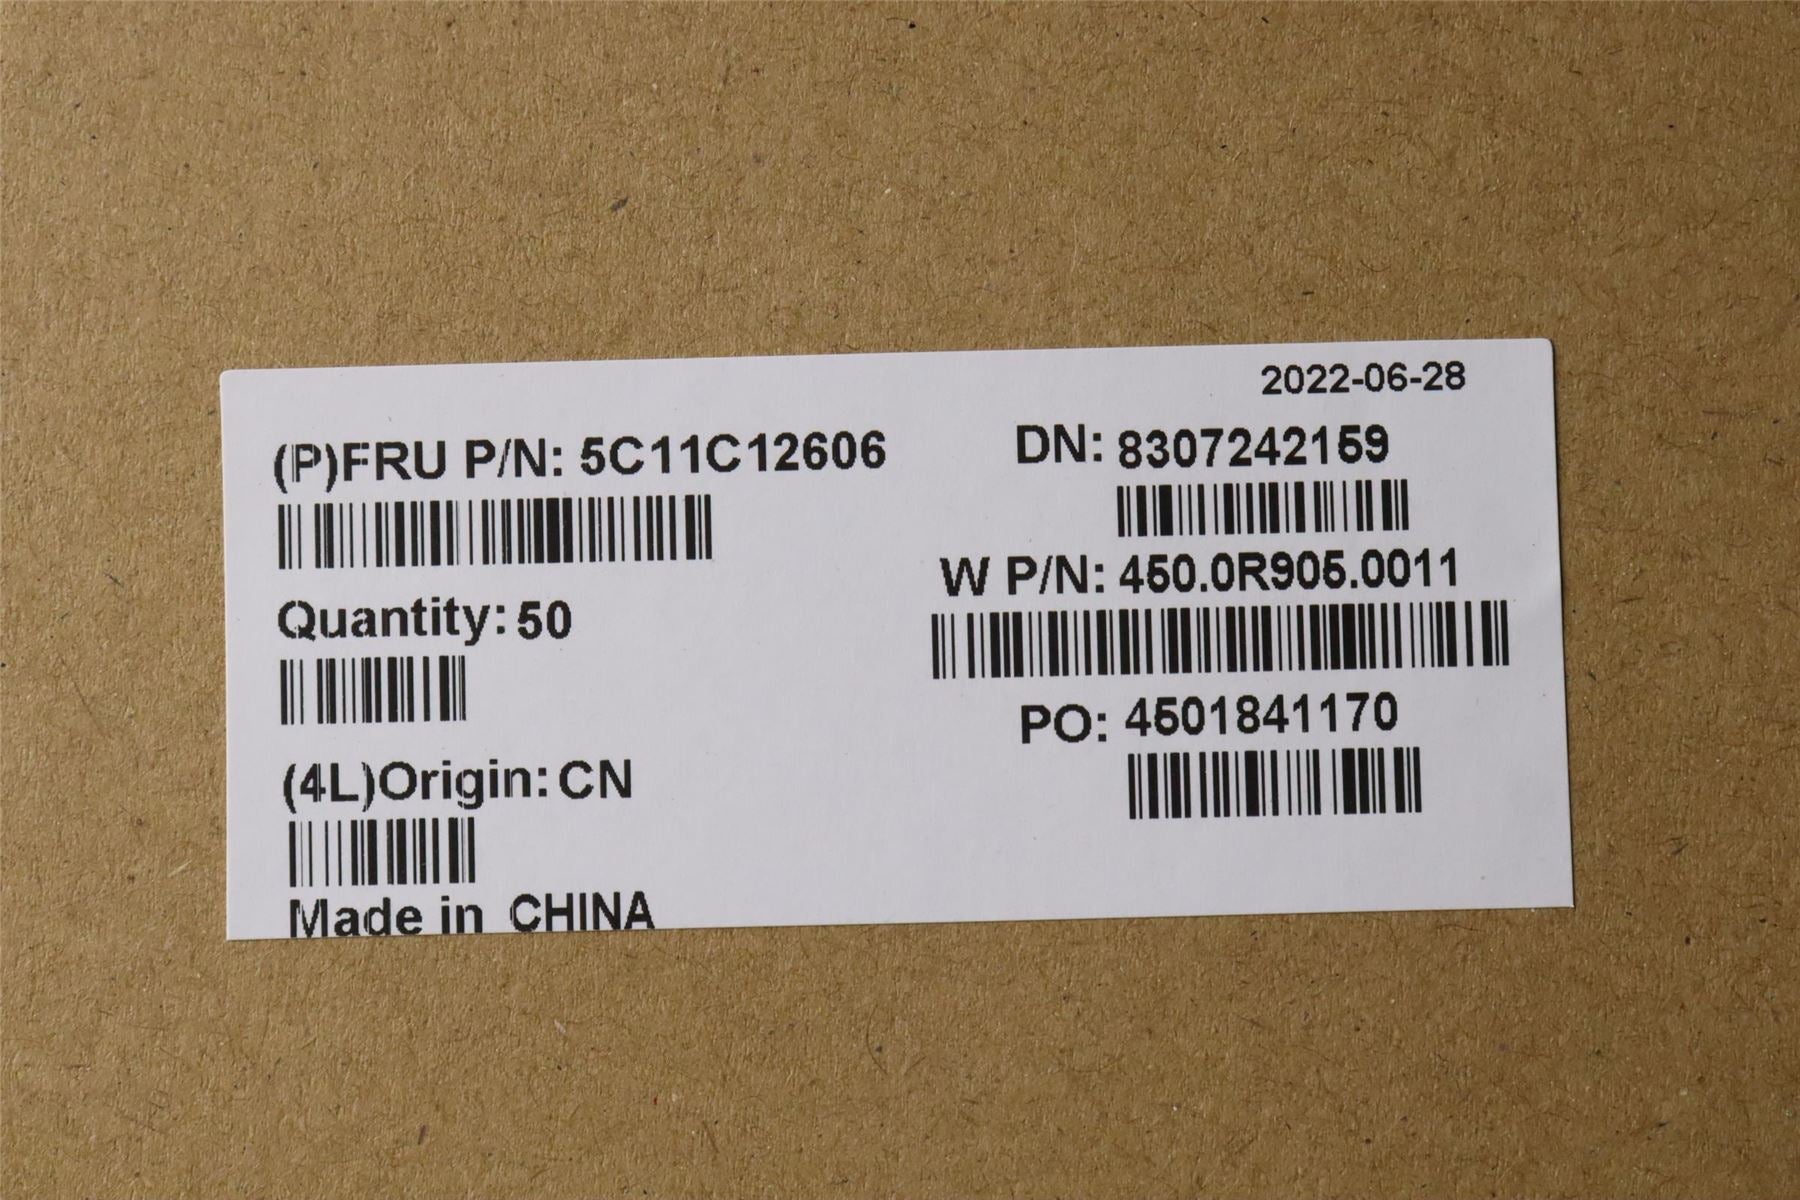 2022-06-28
(P)FRU P/N: 5C11C12606
DN: 8307242159
Quantity: 50
W P/N: 450.0R905.0011
PO: 4501841170
(4L)Origin: CN
Made in CHINA